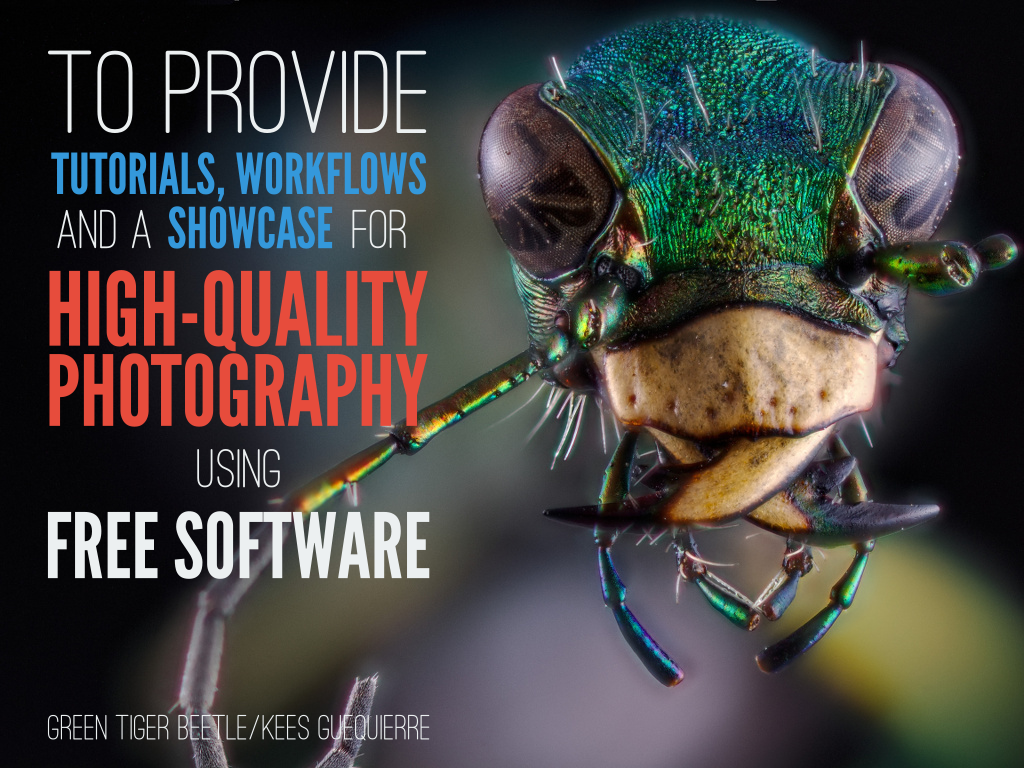 TO PROVIDE
TUTORIALS, WORKFLOWS
AND A SHOWCASE FOR
HIGH-QUALITY
PHOTOGRAPHY
USING
FREE SOFTWARE
GREEN TIGER BEETLE/KEES GUEQUIERRE